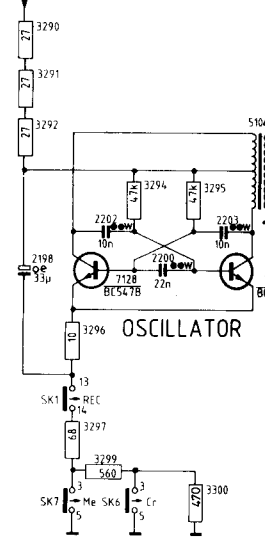 3290
27
3291
27
3292
27
510
3294
47k
3295
47k
2202
10n
2203
10n
2200
22n
7128
BC547B
2198
33μ
OSCILLATOR
3296
10
13
SK1 REC
14
3297
68
3299
560
3
SK7 Me
5
3
SK6 Cr
5
470
3300